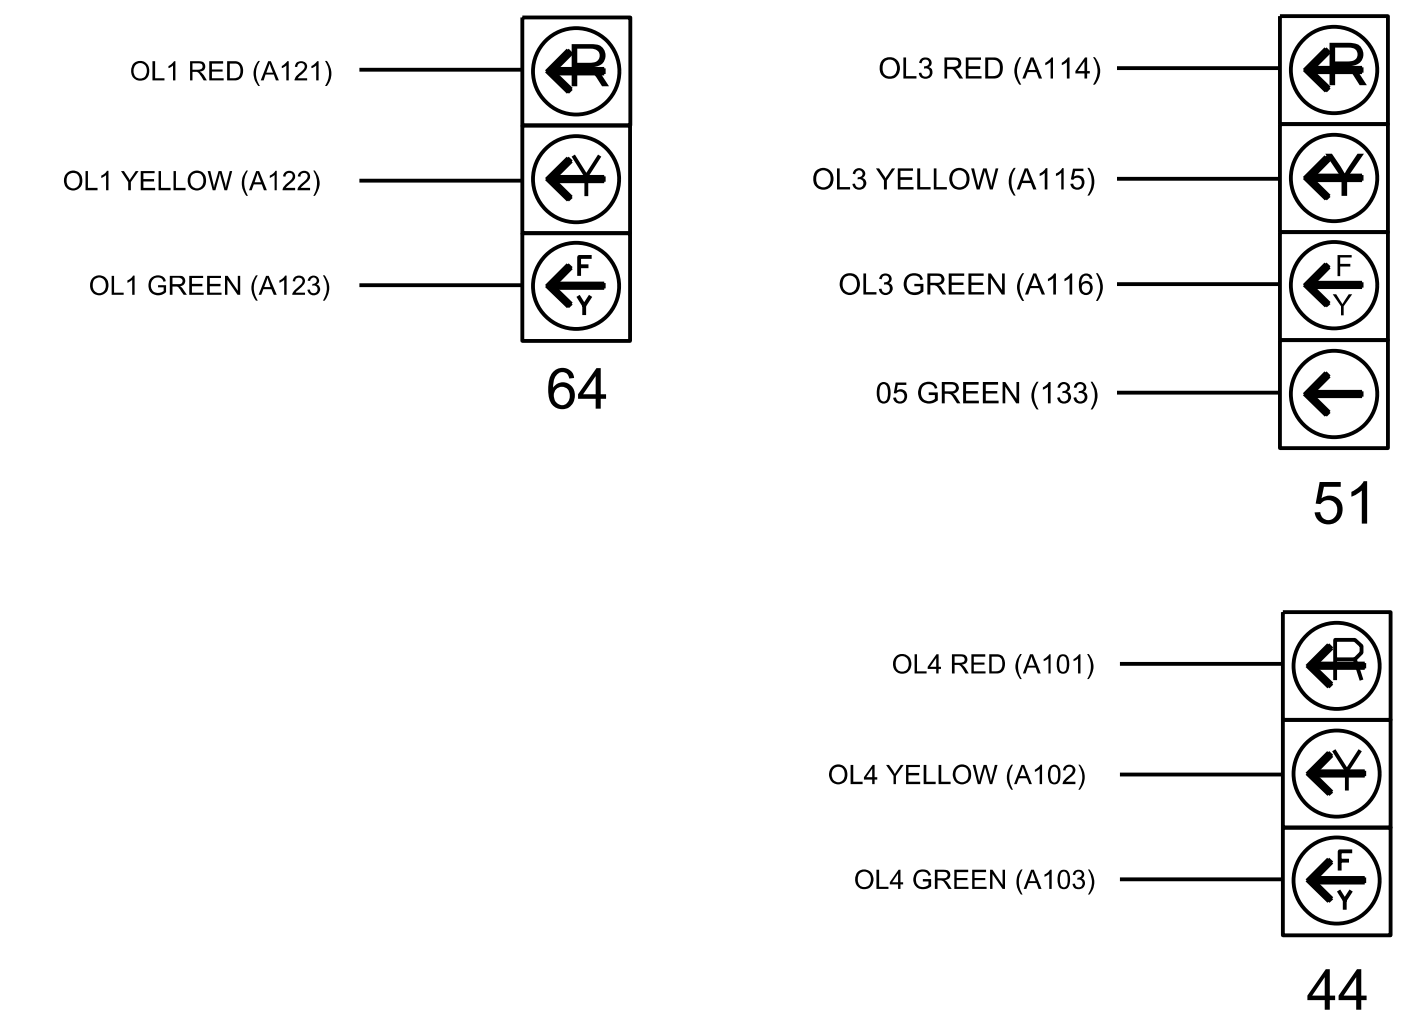 OL1 RED (A121)
R
OL1 YELLOW (A122)
Y
OL1 GREEN (A123)
F
Y
64
OL3 RED (A114)
R
OL3 YELLOW (A115)
Y
OL3 GREEN (A116)
F
Y
05 GREEN (133)
51
OL4 RED (A101)
R
OL4 YELLOW (A102)
Y
OL4 GREEN (A103)
F
Y
44